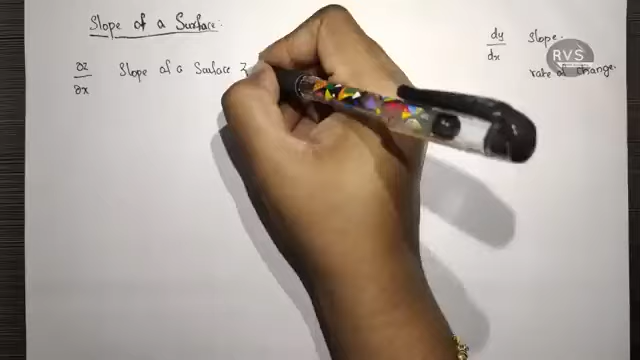 Slope of a Surface:
dy/dx Slope.
RVS
rate of change.
∂z/∂x Slope of a Surface z